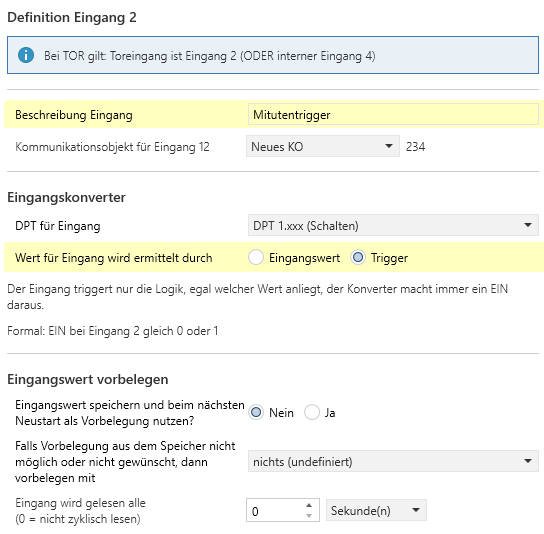 Definition Eingang 2
Bei TOR gilt: Toreingang ist Eingang 2 (ODER interner Eingang 4)
Beschreibung Eingang Mitutentrigger
Kommunikationsobjekt für Eingang 12 Neues KO 234
Eingangskonverter
DPT für Eingang DPT 1.xxx (Schalten)
Wert für Eingang wird ermittelt durch Eingangswert Trigger
Der Eingang triggert nur die Logik, egal welcher Wert anliegt, der Konverter macht immer ein EIN
daraus.
Formal: EIN bei Eingang 2 gleich 0 oder 1
Eingangswert vorbelegen
Eingangswert speichern und beim nächsten
Neustart als Vorbelegung nutzen? Nein Ja
Falls Vorbelegung aus dem Speicher nicht
möglich oder nicht gewünscht, dann
vorbelegen mit
nichts (undefiniert)
Eingang wird gelesen alle
(0 = nicht zyklisch lesen)
0 Sekunde(n)